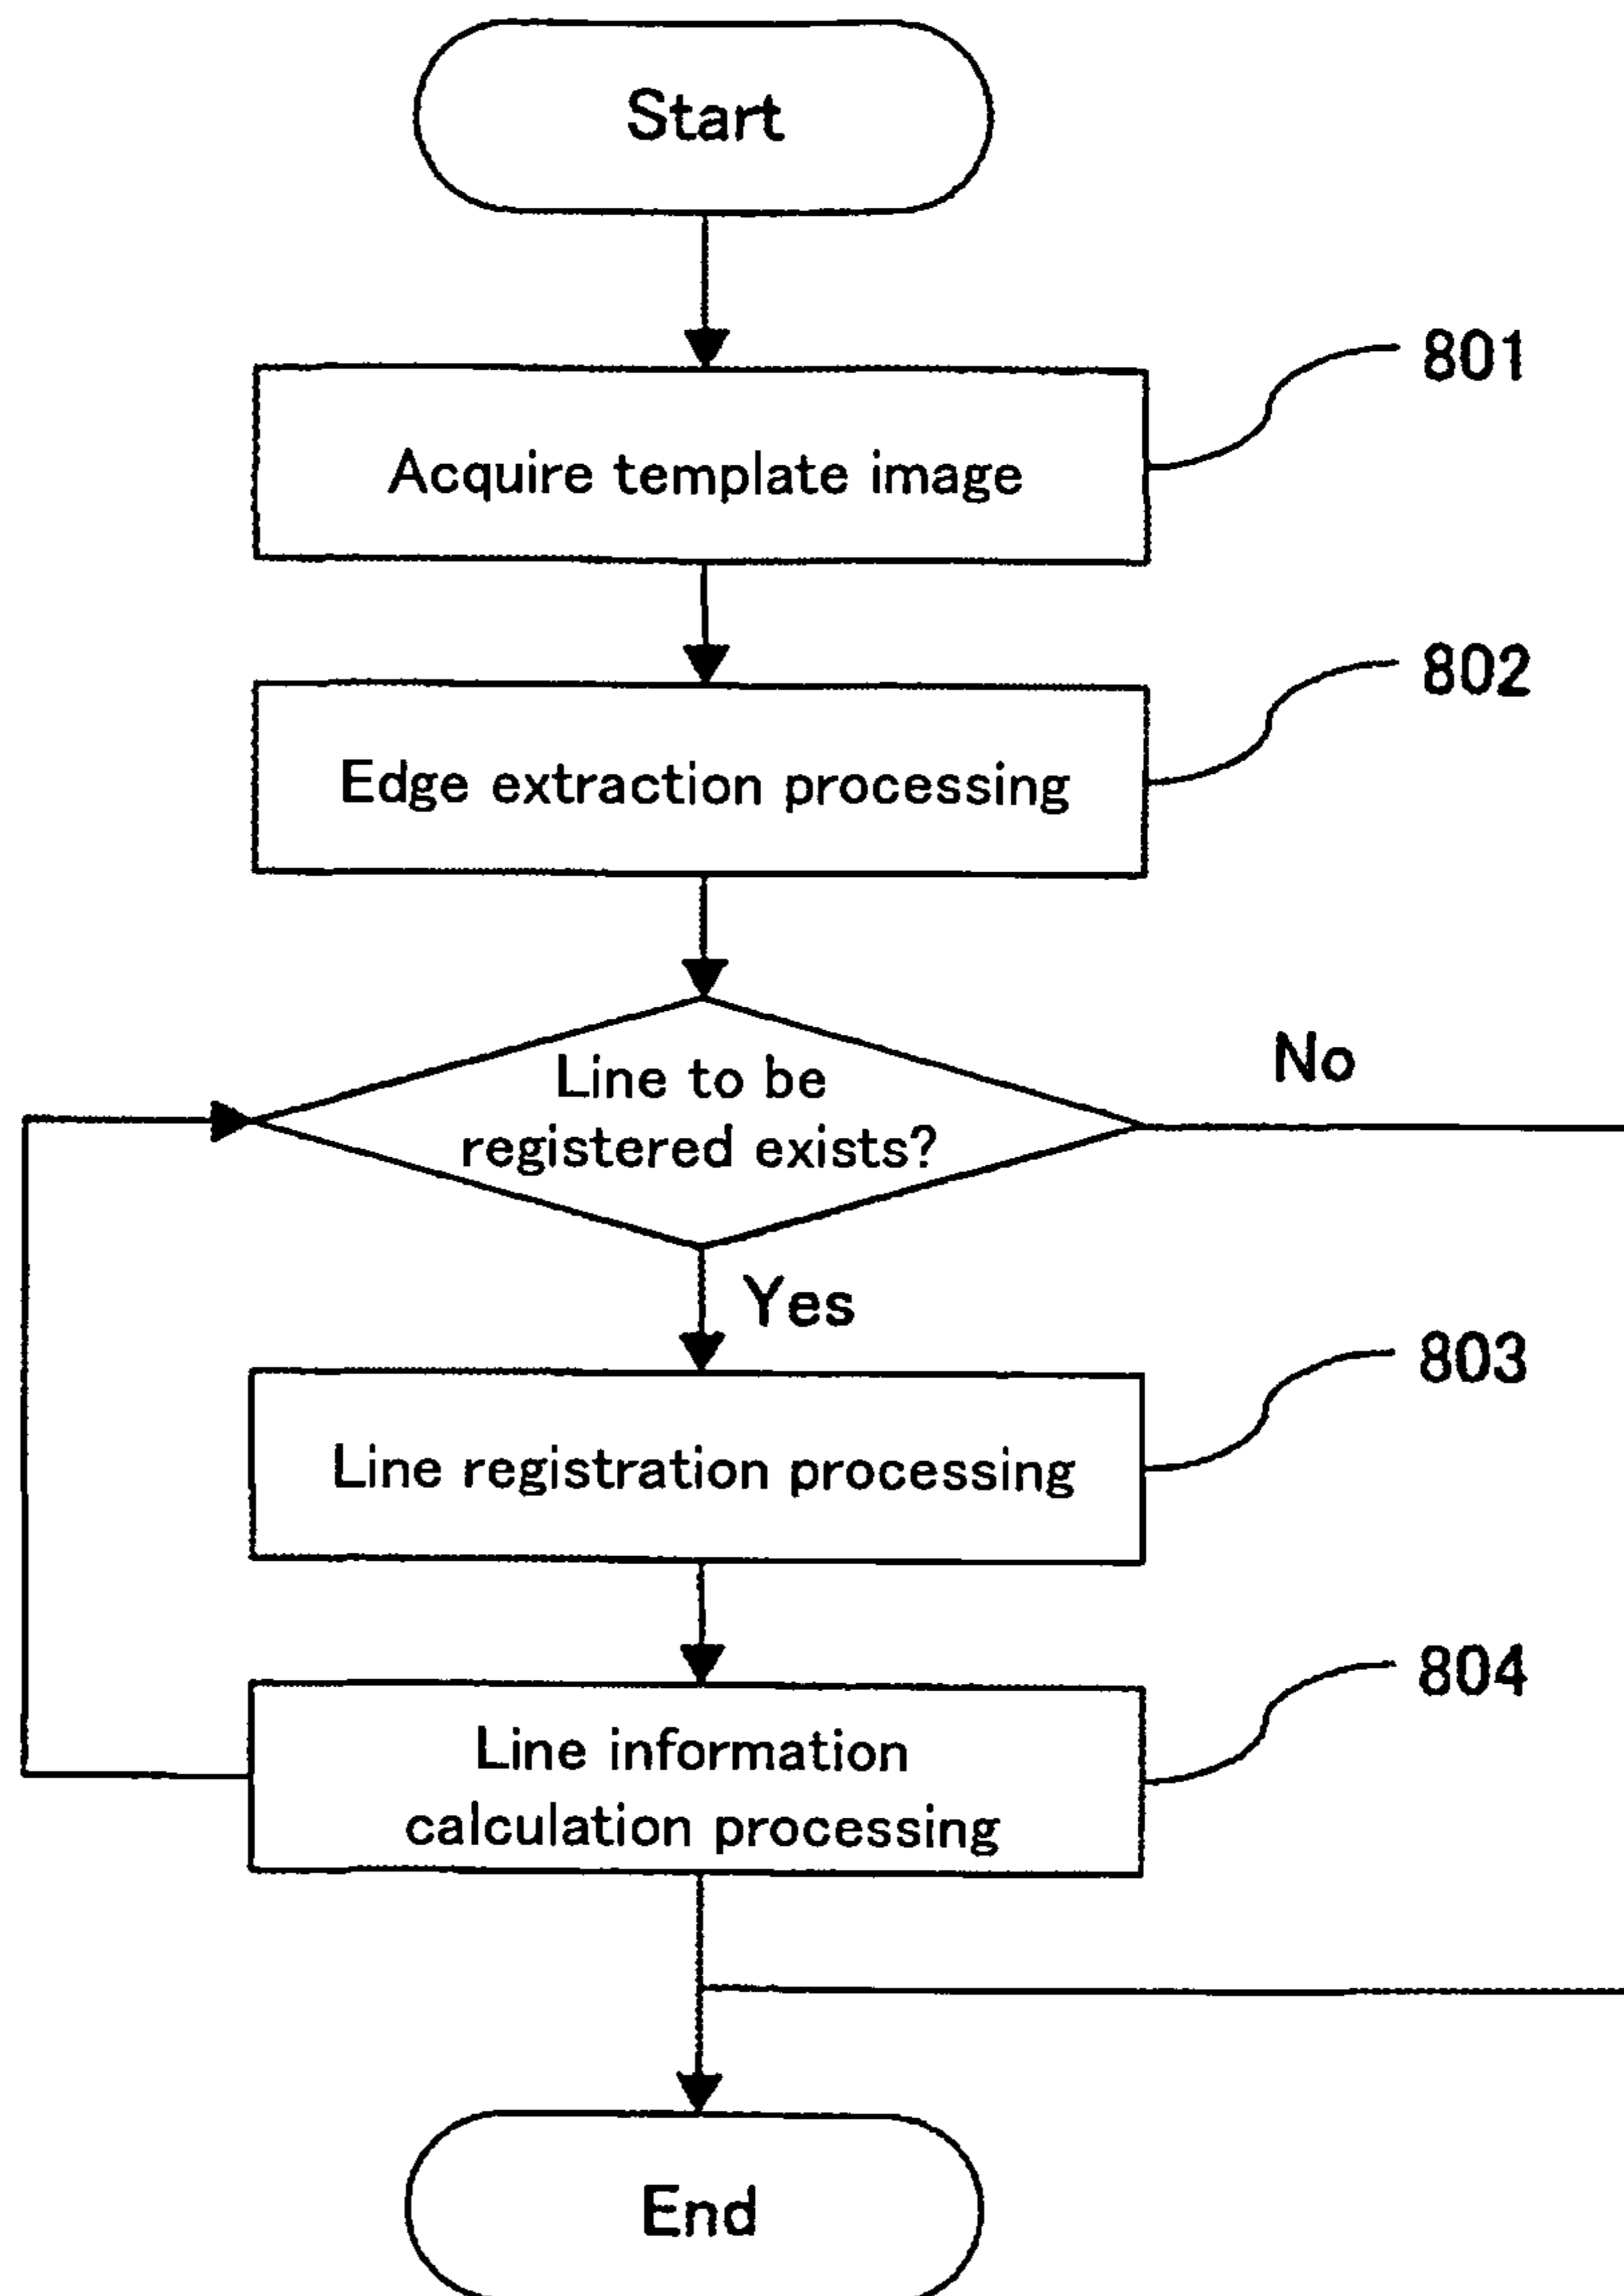 Start
801
Acquire template image
802
Edge extraction processing
Line to be
registered exists?
No
Yes
803
Line registration processing
804
Line information
calculation processing
End